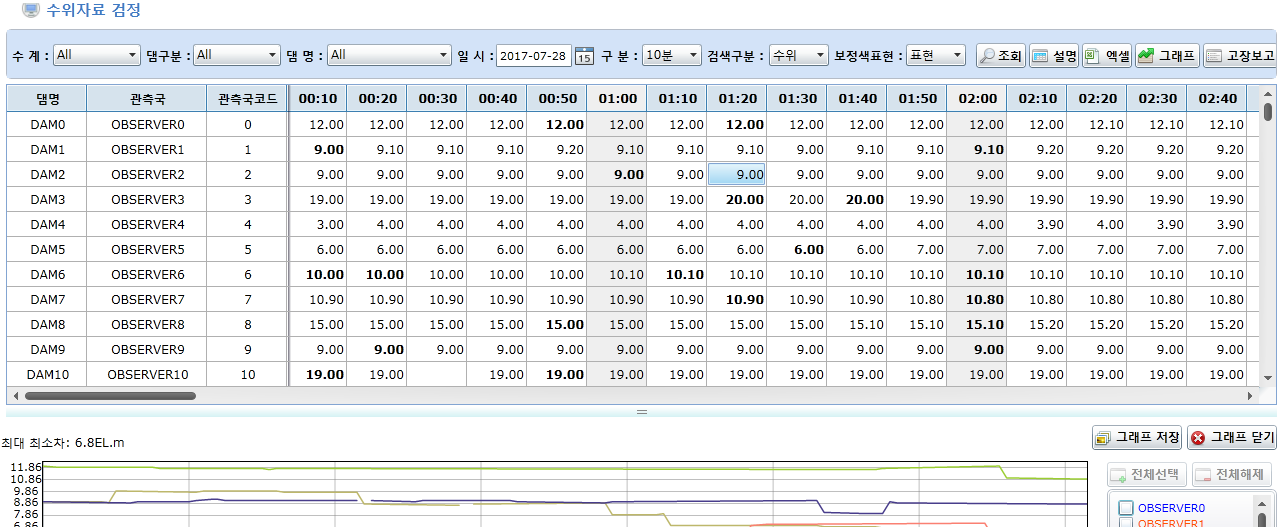 수위자료 검정
수 계 : All 댐구분 : All 댐 명 : All 일 시 : 2017-07-28 15 구 분 : 10분 검색구분 : 수위 보정색표현 : 표현 조회 설명 엑셀 그래프 고장보고
댐명 관측국 관측국코드 00:10 00:20 00:30 00:40 00:50 01:00 01:10 01:20 01:30 01:40 01:50 02:00 02:10 02:20 02:30 02:40
DAM0 OBSERVER0 0 12.00 12.00 12.00 12.00 12.00 12.00 12.00 12.00 12.00 12.00 12.00 12.00 12.00 12.10 12.10 12.10
DAM1 OBSERVER1 1 9.00 9.10 9.10 9.10 9.20 9.10 9.10 9.10 9.00 9.10 9.00 9.10 9.20 9.20 9.20 9.20
DAM2 OBSERVER2 2 9.00 9.00 9.00 9.00 9.00 9.00 9.00 9.00 9.00 9.00 9.00 9.00 9.00 9.00 9.00 9.00
DAM3 OBSERVER3 3 19.00 19.00 19.00 19.00 19.00 19.00 19.00 20.00 20.00 20.00 19.90 19.90 19.90 19.90 19.90 19.90
DAM4 OBSERVER4 4 3.00 4.00 4.00 4.00 4.00 4.00 4.00 4.00 4.00 4.00 4.00 4.00 3.90 4.00 3.90 3.90
DAM5 OBSERVER5 5 6.00 6.00 6.00 6.00 6.00 6.00 6.00 6.00 6.00 6.00 7.00 7.00 7.00 7.00 7.00 7.00
DAM6 OBSERVER6 6 10.00 10.00 10.00 10.00 10.00 10.10 10.10 10.10 10.10 10.10 10.10 10.10 10.10 10.10 10.10 10.10
DAM7 OBSERVER7 7 10.90 10.90 10.90 10.90 10.90 10.90 10.90 10.90 10.90 10.90 10.80 10.80 10.80 10.80 10.80 10.80
DAM8 OBSERVER8 8 15.00 15.00 15.00 15.00 15.00 15.00 15.00 15.00 15.00 15.10 15.10 15.10 15.20 15.20 15.20 15.20
DAM9 OBSERVER9 9 9.00 9.00 9.00 9.00 9.00 9.00 9.00 9.00 9.00 9.00 9.00 9.00 9.00 9.00 9.00 9.00
DAM10 OBSERVER10 10 19.00 19.00 19.00 19.00 19.00 19.00 19.00 19.00 19.00 19.00 19.00 19.00 19.00 19.00 19.00
최대 최소차: 6.8EL.m 그래프 저장 그래프 닫기
11.86
10.86 전체선택 전체해제
9.86
8.86 OBSERVER0
7.86
6.86 OBSERVER1